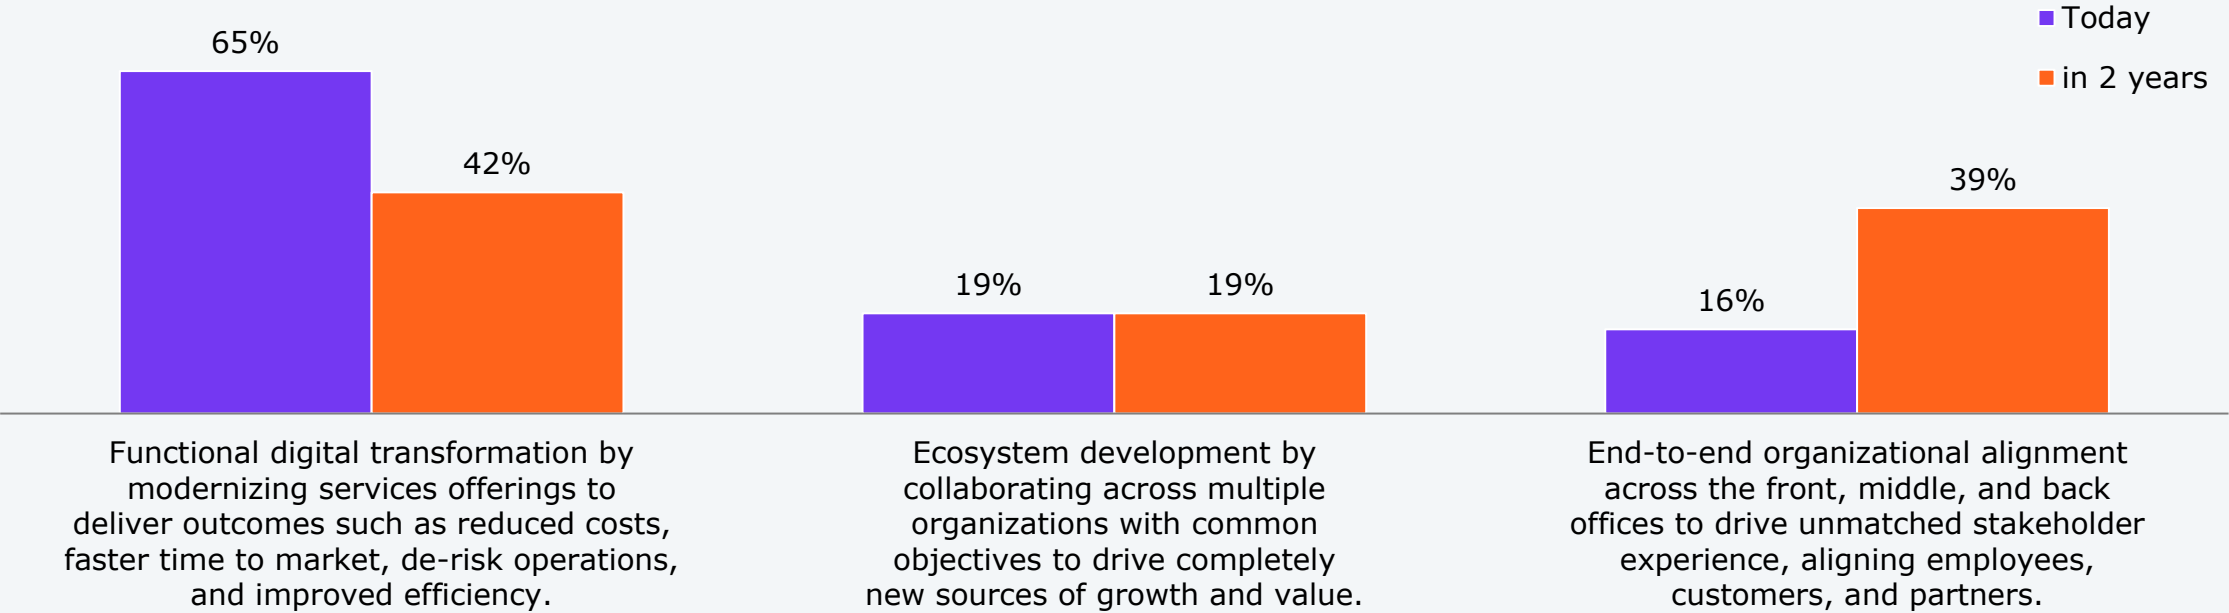 Today
in 2 years
65%
42%
19%
19%
16%
39%
Functional digital transformation by
modernizing services offerings to
deliver outcomes such as reduced costs,
faster time to market, de-risk operations,
and improved efficiency.
Ecosystem development by
collaborating across multiple
organizations with common
objectives to drive completely
new sources of growth and value.
End-to-end organizational alignment
across the front, middle, and back
offices to drive unmatched stakeholder
experience, aligning employees,
customers, and partners.